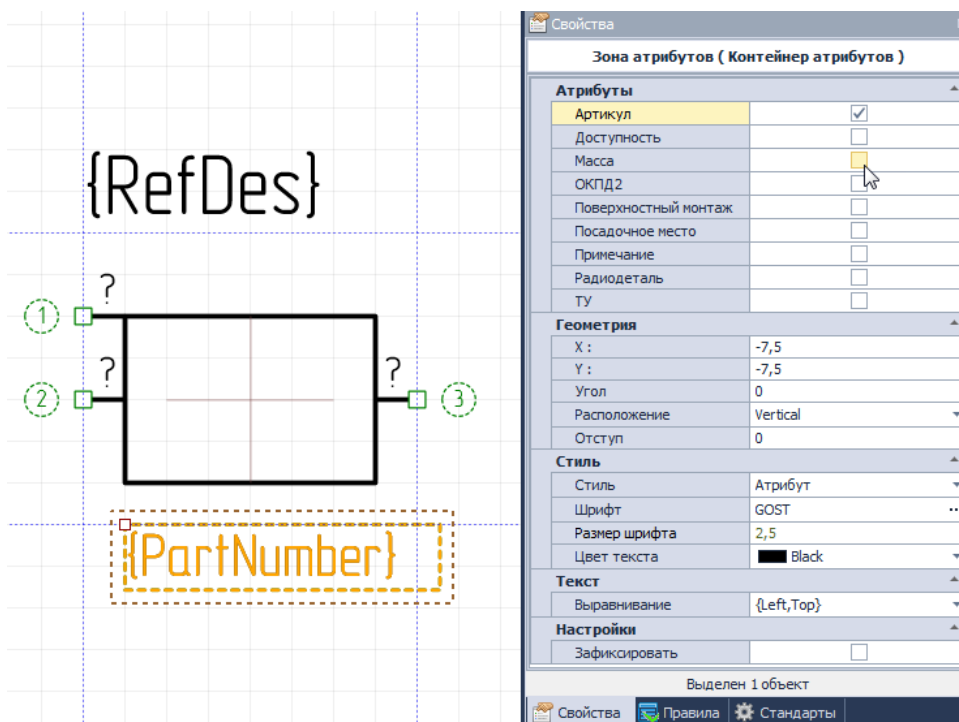 {RefDes}
?
1
?
?
2
3
{PartNumber}
Свойства
Зона атрибутов ( Контейнер атрибутов )
Атрибуты
Артикул
Доступность
Масса
ОКПД2
Поверхностный монтаж
Посадочное место
Примечание
Радиодеталь
ТУ
Геометрия
X : -7,5
Y : -7,5
Угол 0
Расположение Vertical
Отступ 0
Стиль
Стиль Атрибут
Шрифт GOST ...
Размер шрифта 2,5
Цвет текста Black
Текст
Выравнивание {Left,Top}
Настройки
Зафиксировать
Выделен 1 объект
Свойства Правила Стандарты